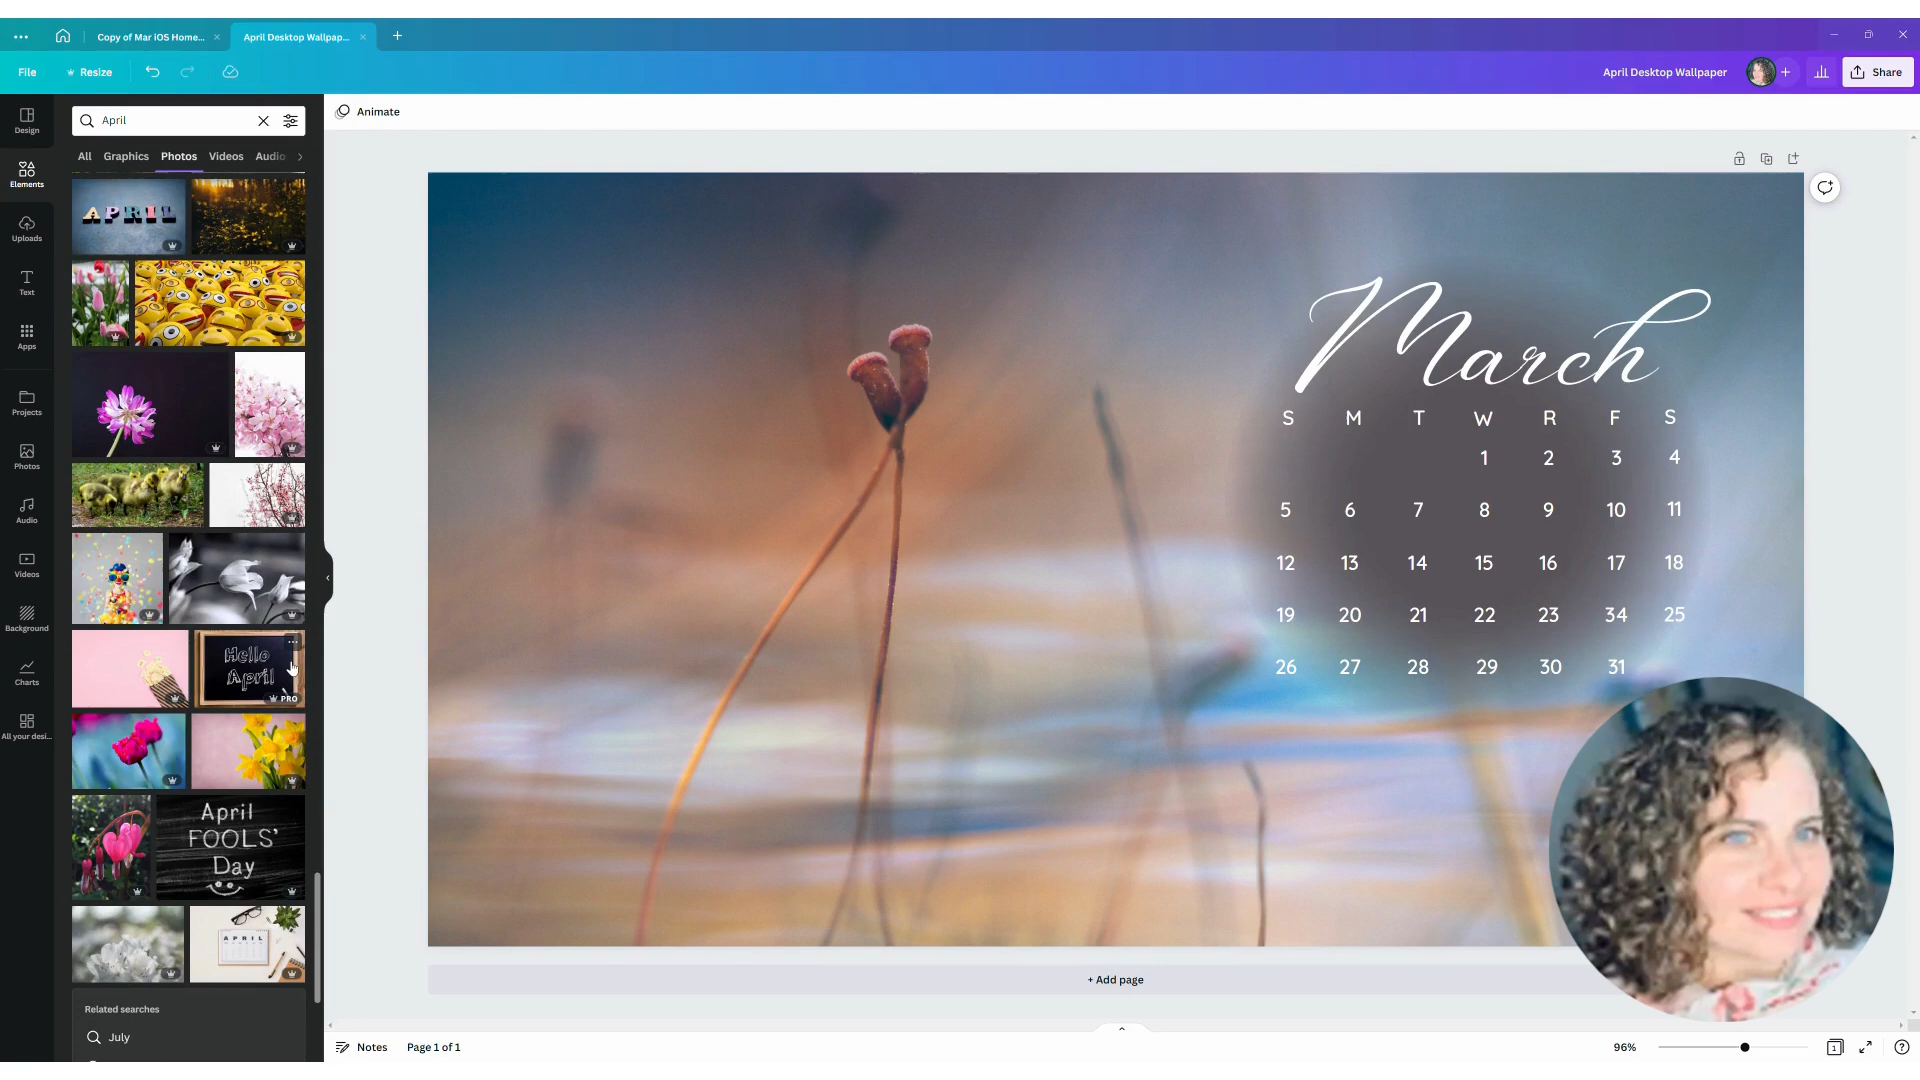 Copy of Mar iOS Home...
April Desktop Wallpap...
File
Resize
April Desktop Wallpaper
Share
Design
Elements
Uploads
Text
Apps
Projects
Photos
Audio
Videos
Background
Charts
All your desi...
April
All Graphics Photos Videos Audio
APRIL
Hello
April
PRO
April
FOOLS'
Day
APRIL
Related searches
July
Animate
March
S M T W R F S
1 2 3 4
5 6 7 8 9 10 11
12 13 14 15 16 17 18
19 20 21 22 23 34 25
26 27 28 29 30 31
+ Add page
Notes
Page 1 of 1
96%
1